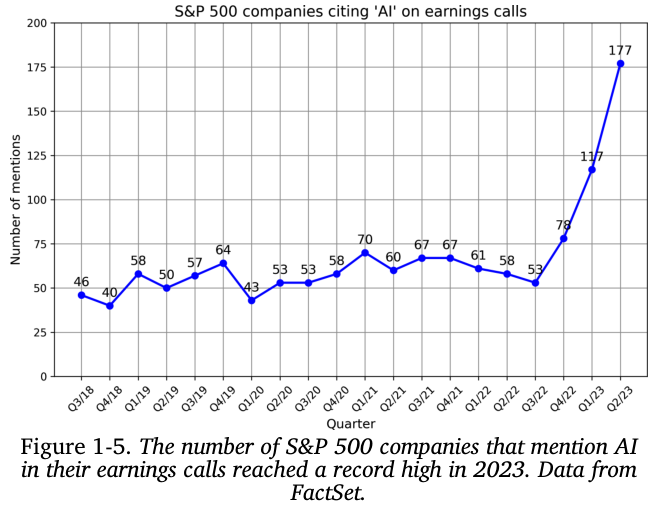 S&P 500 companies citing 'AI' on earnings calls
200
175
150
125
100
75
50
25
0
Number of mentions
46
40
58
50
57
64
43
53
53
58
70
60
67
67
61
58
53
78
117
177
Q3/18
Q4/18
Q1/19
Q2/19
Q3/19
Q4/19
Q1/20
Q2/20
Q3/20
Q4/20
Q1/21
Q2/21
Q3/21
Q4/21
Q1/22
Q2/22
Q3/22
Q4/22
Q1/23
Q2/23
Quarter
Figure 1-5. The number of S&P 500 companies that mention AI
in their earnings calls reached a record high in 2023. Data from
FactSet.